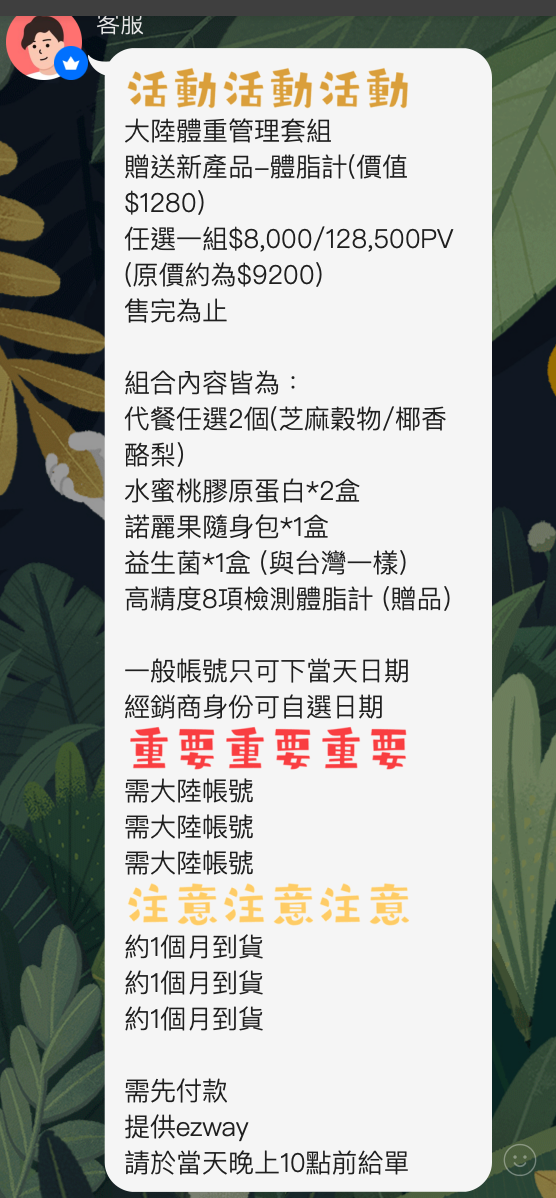 客服
活動活動活動
大陸體重管理套組
贈送新產品–體脂計(價值
$1280)
任選一組$8,000/128,500PV
(原價約為$9200)
售完為止
組合內容皆為：
代餐任選2個(芝麻穀物/椰香
酪梨)
水蜜桃膠原蛋白*2盒
諾麗果隨身包*1盒
益生菌*1盒 (與台灣一樣)
高精度8項檢測體脂計 (贈品)
一般帳號只可下當天日期
經銷商身份可自選日期
重要重要重要
需大陸帳號
需大陸帳號
需大陸帳號
注意注意注意
約1個月到貨
約1個月到貨
約1個月到貨
需先付款
提供ezway
請於當天晚上10點前給單